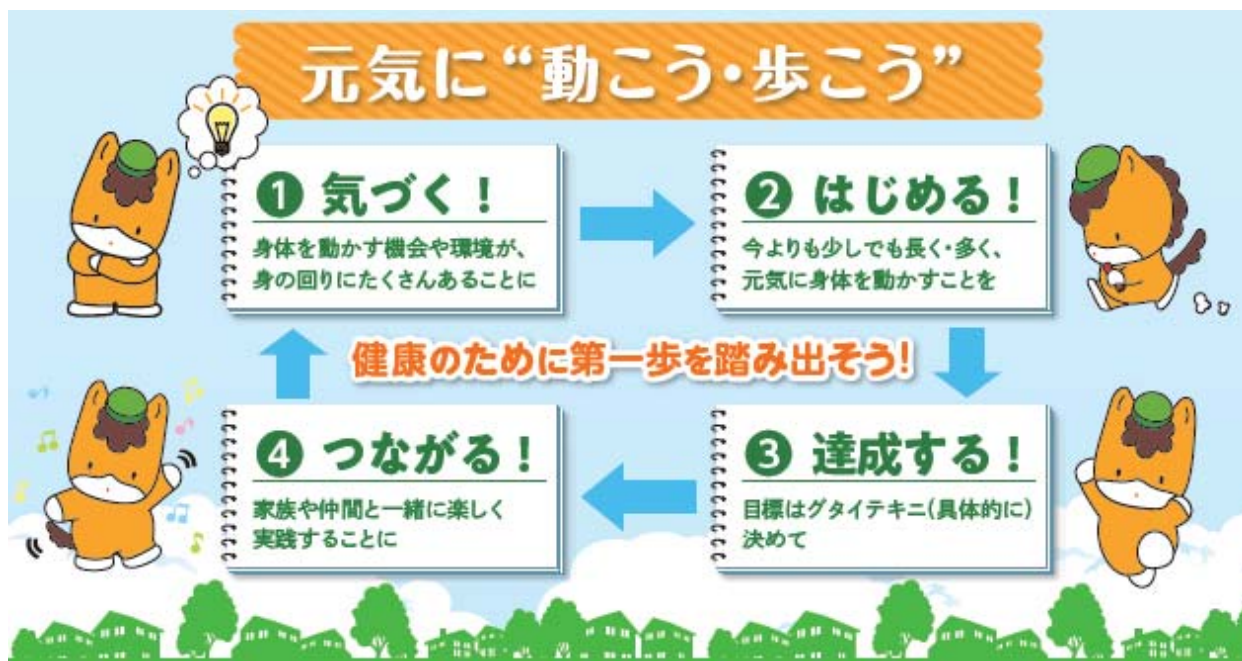 元気に“動こう・歩こう”
❶ 気づく！
身体を動かす機会や環境が、
身の回りにたくさんあることに
❷ はじめる！
今よりも少しでも長く・多く、
元気に身体を動かすことを
健康のために第一歩を踏み出そう！
❸ 達成する！
目標はグタイテキニ（具体的に）
決めて
❹ つながる！
家族や仲間と一緒に楽しく
実践することに